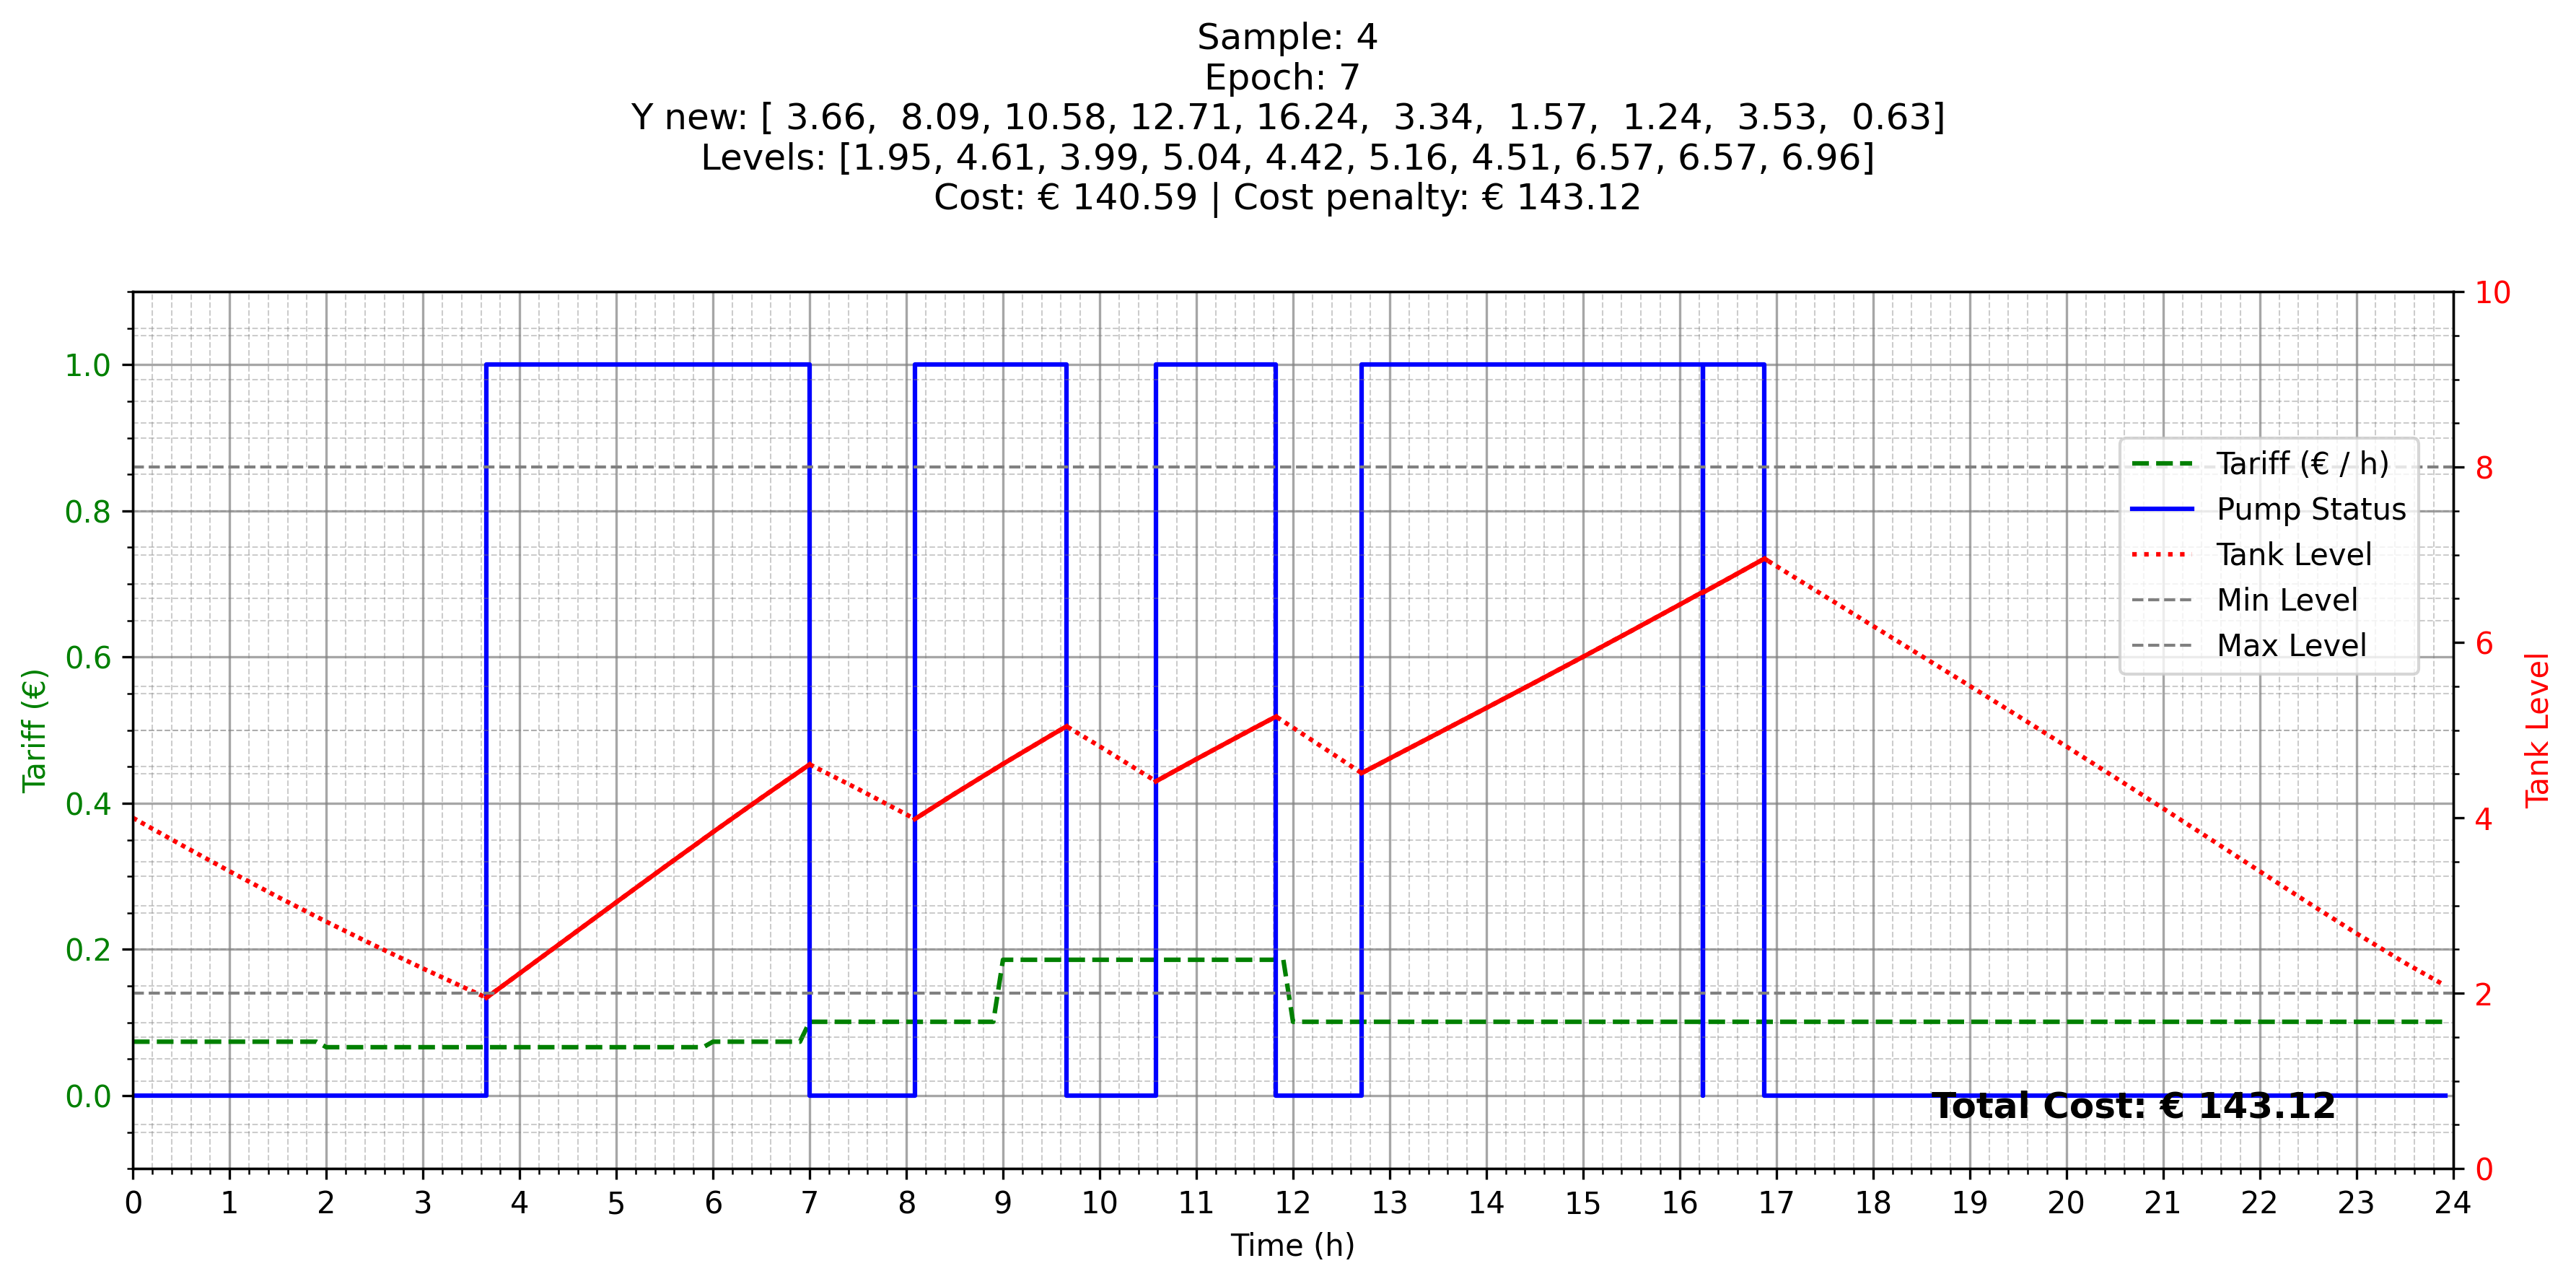 Sample: 4
Epoch: 7
Y new: [ 3.66,  8.09, 10.58, 12.71, 16.24,  3.34,  1.57,  1.24,  3.53,  0.63]
Levels: [1.95, 4.61, 3.99, 5.04, 4.42, 5.16, 4.51, 6.57, 6.57, 6.96]
Cost: € 140.59 | Cost penalty: € 143.12
10
1.0
8
0.8
6
0.6
4
0.4
0.2
2
0.0
0
Tariff (€)
Tank Level
Tariff (€ / h)
Pump Status
Tank Level
Min Level
Max Level
Total Cost: € 143.12
0 1 2 3 4 5 6 7 8 9 10 11 12 13 14 15 16 17 18 19 20 21 22 23 24
Time (h)